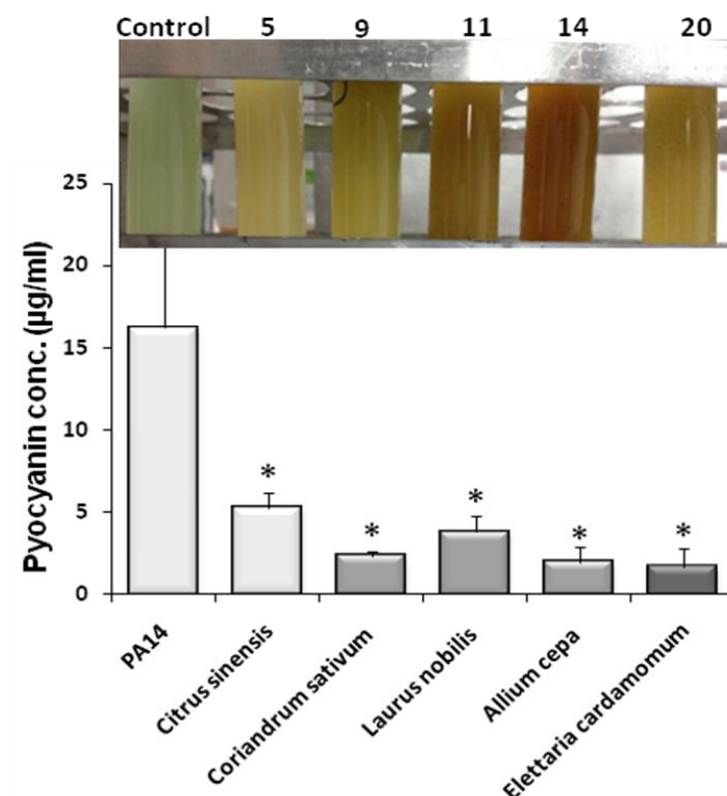 Control 5 9 11 14 20
Pyocyanin conc. (µg/ml)
25
20
15
10
5
0
*
*
*
*
*
PA14
Citrus sinensis
Coriandrum sativum
Laurus nobilis
Allium cepa
Elettaria cardamomum